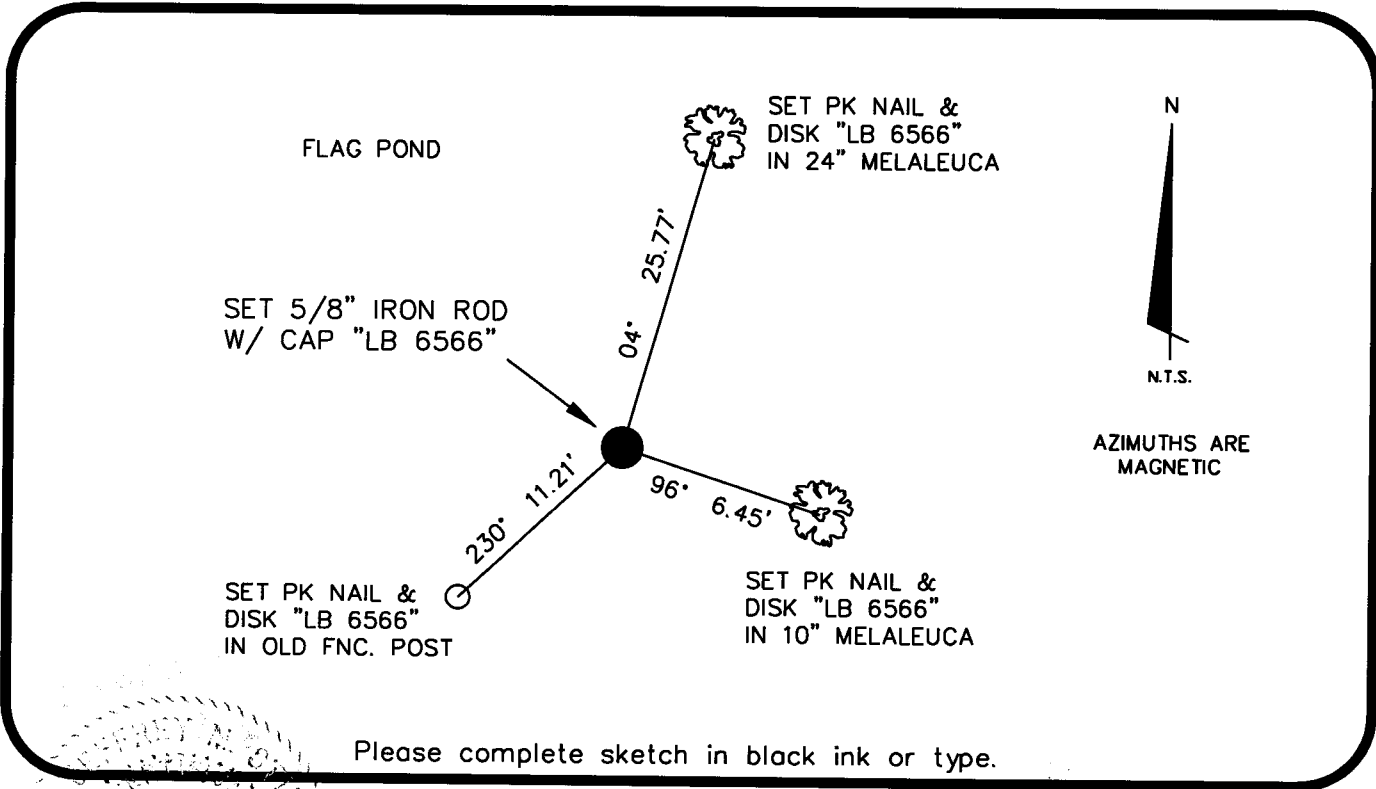 FLAG POND
SET PK NAIL &
DISK "LB 6566"
IN 24" MELALEUCA
N
N.T.S.
AZIMUTHS ARE
MAGNETIC
25.77'
04°
SET 5/8" IRON ROD
W/ CAP "LB 6566"
96° 6.45'
230° 11.21'
SET PK NAIL &
DISK "LB 6566"
IN OLD FNC. POST
SET PK NAIL &
DISK "LB 6566"
IN 10" MELALEUCA
Please complete sketch in black ink or type.